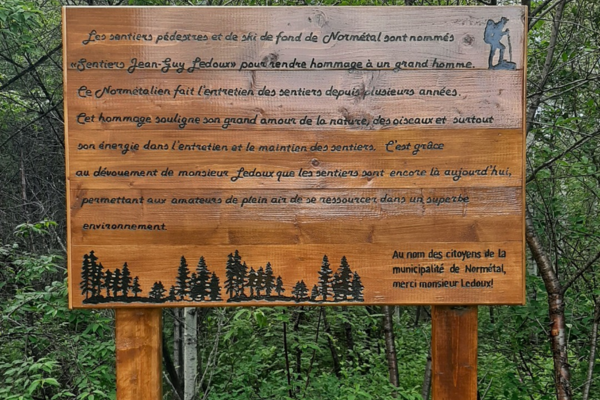 Les sentiers pédestres et de ski de fond de Normétal sont nommés
«Sentiers Jean-Guy Ledoux» pour rendre hommage à un grand homme.
Ce Normétalien fait l'entretien des sentiers depuis plusieurs années.
Cet hommage souligne son grand amour de la nature, des oiseaux et surtout
son énergie dans l'entretien et le maintien des sentiers. C'est grâce
au dévouement de monsieur Ledoux que les sentiers sont encore là aujourd'hui,
permettant aux amateurs de plein air de se ressourcer dans un superbe
environnement.
Au nom des citoyens de la
municipalité de Normétal,
merci monsieur Ledoux!